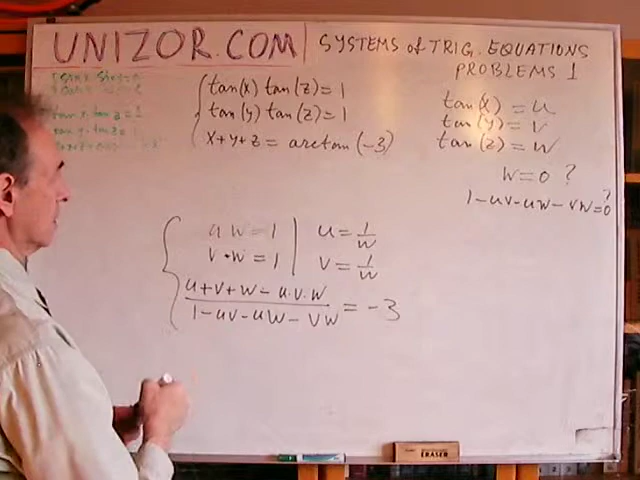 UNIZOR.COM
SYSTEMS of TRIG. EQUATIONS
PROBLEMS 1
tan(x) tan(z) = 1
tan(y) tan(z) = 1
x+y+z = arctan(-3)
tan(x) = u
tan(y) = v
tan(z) = w
w=0 ?
1-uv-uw-vw=0 ?
uw=1 | u=1/w
v·w=1 | v=1/w
(u+v+w-u·v·w)/(1-uv-uw-vw) = -3
ERASER